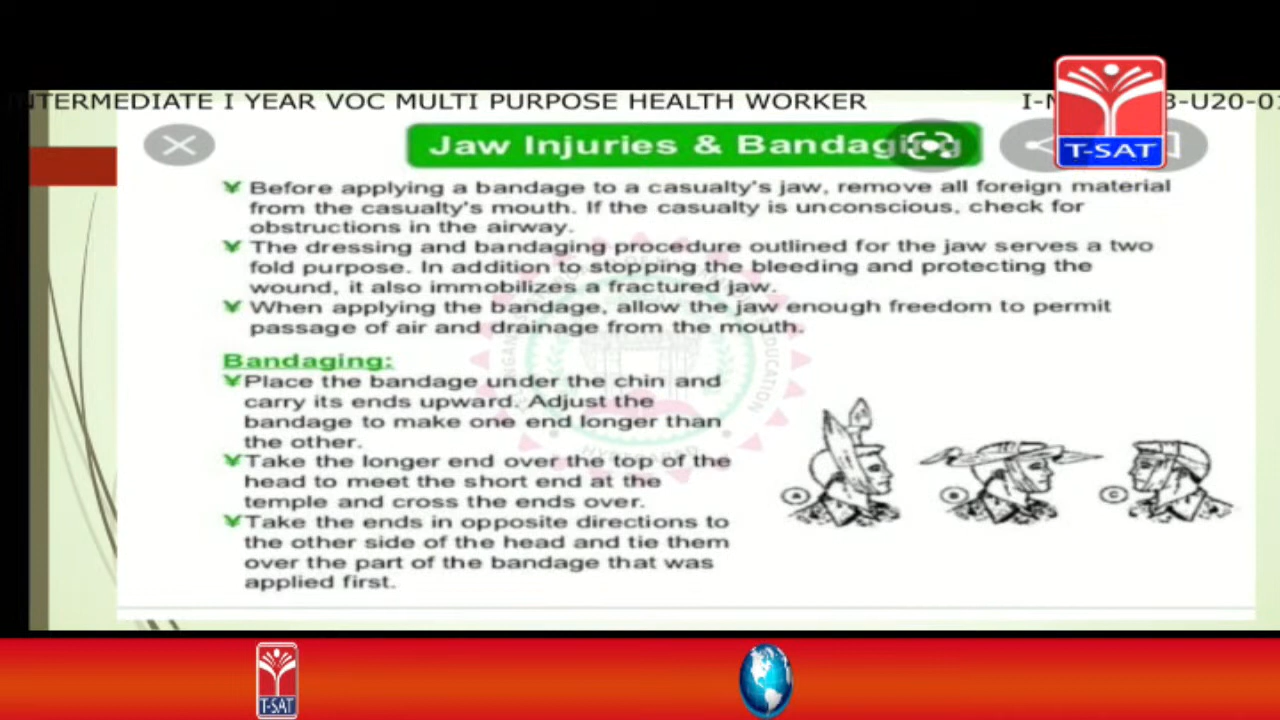 INTERMEDIATE I YEAR VOC MULTI PURPOSE HEALTH WORKER
T-SAT
Jaw Injuries & Bandaging
Before applying a bandage to a casualty's jaw, remove all foreign material
from the casualty's mouth. If the casualty is unconscious, check for
obstructions in the airway.
The dressing and bandaging procedure outlined for the jaw serves a two
fold purpose. In addition to stopping the bleeding and protecting the
wound, it also immobilizes a fractured jaw.
When applying the bandage, allow the jaw enough freedom to permit
passage of air and drainage from the mouth.
Bandaging:
Place the bandage under the chin and
carry its ends upward. Adjust the
bandage to make one end longer than
the other.
Take the longer end over the top of the
head to meet the short end at the
temple and cross the ends over.
Take the ends in opposite directions to
the other side of the head and tie them
over the part of the bandage that was
applied first.
A
B
C
T-SAT